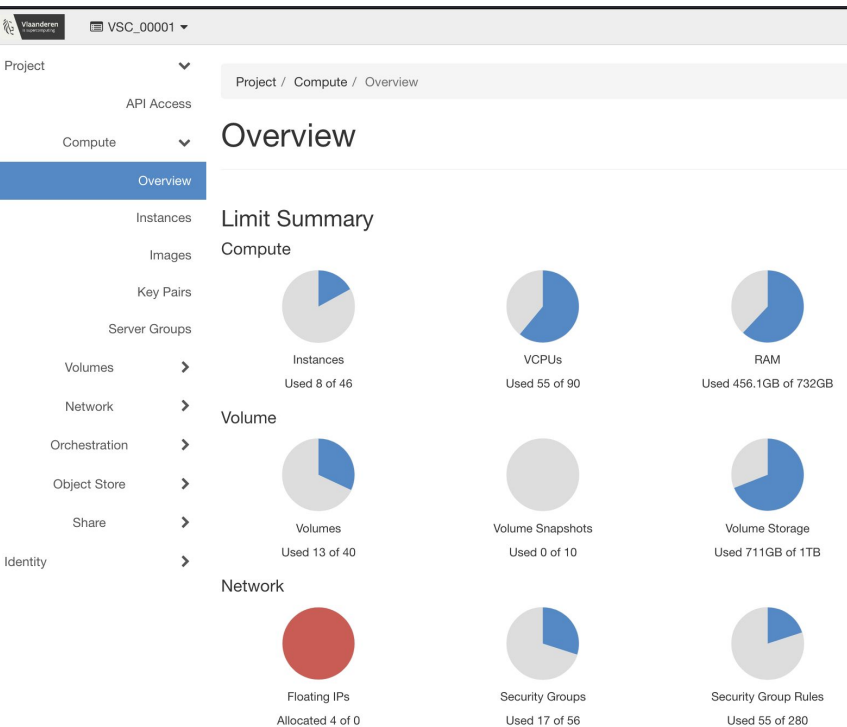 Vlaanderen
is supercomputing
VSC_00001
Project
API Access
Compute
Overview
Instances
Images
Key Pairs
Server Groups
Volumes
Network
Orchestration
Object Store
Share
Identity
Project / Compute / Overview
Overview
Limit Summary
Compute
Instances
Used 8 of 46
VCPUs
Used 55 of 90
RAM
Used 456.1GB of 732GB
Volume
Volumes
Used 13 of 40
Volume Snapshots
Used 0 of 10
Volume Storage
Used 711GB of 1TB
Network
Floating IPs
Allocated 4 of 0
Security Groups
Used 17 of 56
Security Group Rules
Used 55 of 280